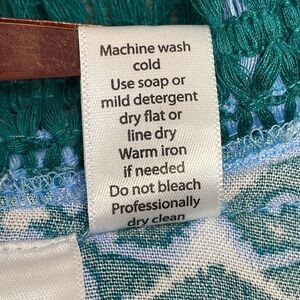 Machine wash
cold
Use soap or
mild detergent
dry flat or
line dry
Warm iron
if needed
Do not bleach
Professionally
dry clean